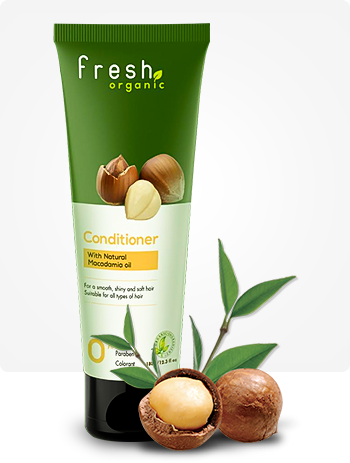 fresh
organic
Conditioner
With Natural
Macadamia oil
For a smooth, shiny and soft hair
Suitable for all types of hair
0
Paraben
Colorant